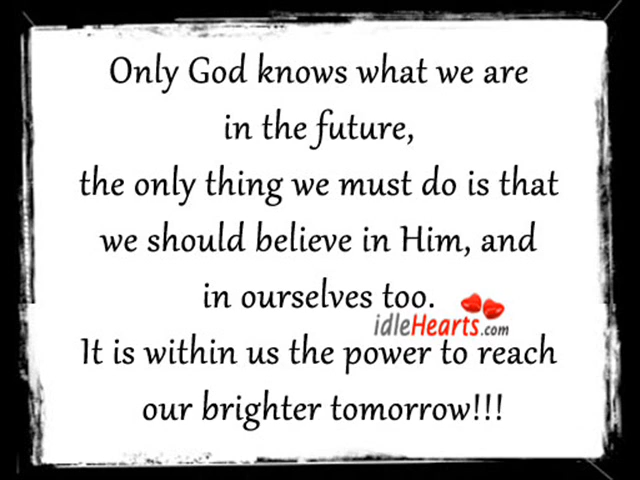 Only God knows what we are
in the future,
the only thing we must do is that
we should believe in Him, and
in ourselves too.
idleHearts.com
It is within us the power to reach
our brighter tomorrow!!!